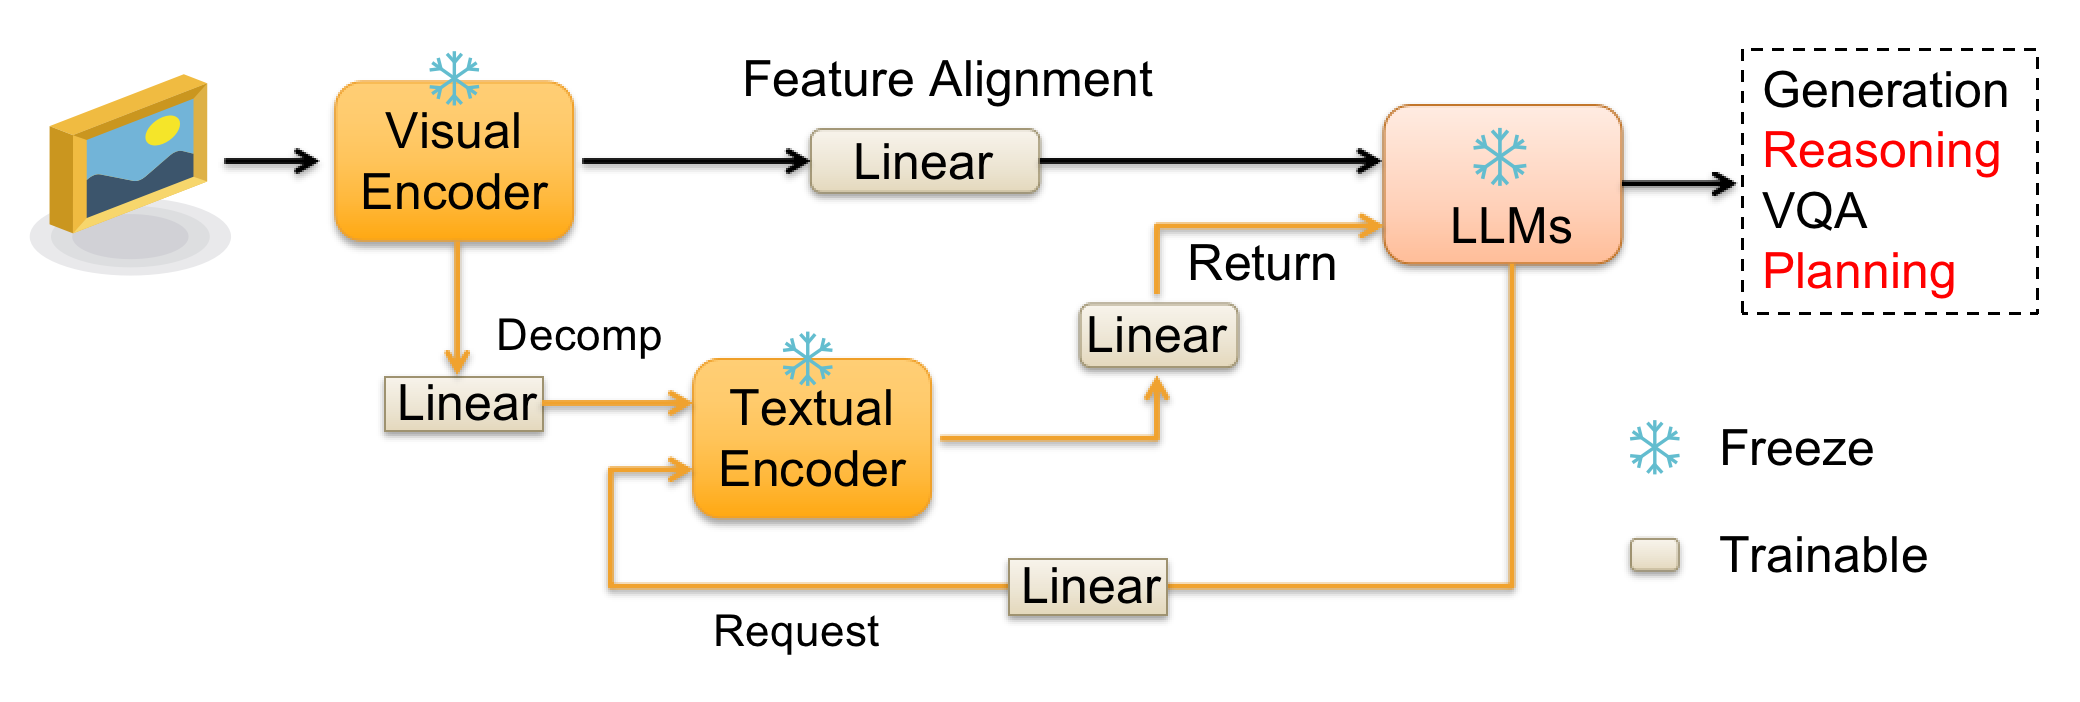 Feature Alignment
Visual
Encoder
Linear
LLMs
Generation
Reasoning
VQA
Planning
Return
Decomp
Linear
Linear
Textual
Encoder
Linear
Request
Freeze
Trainable